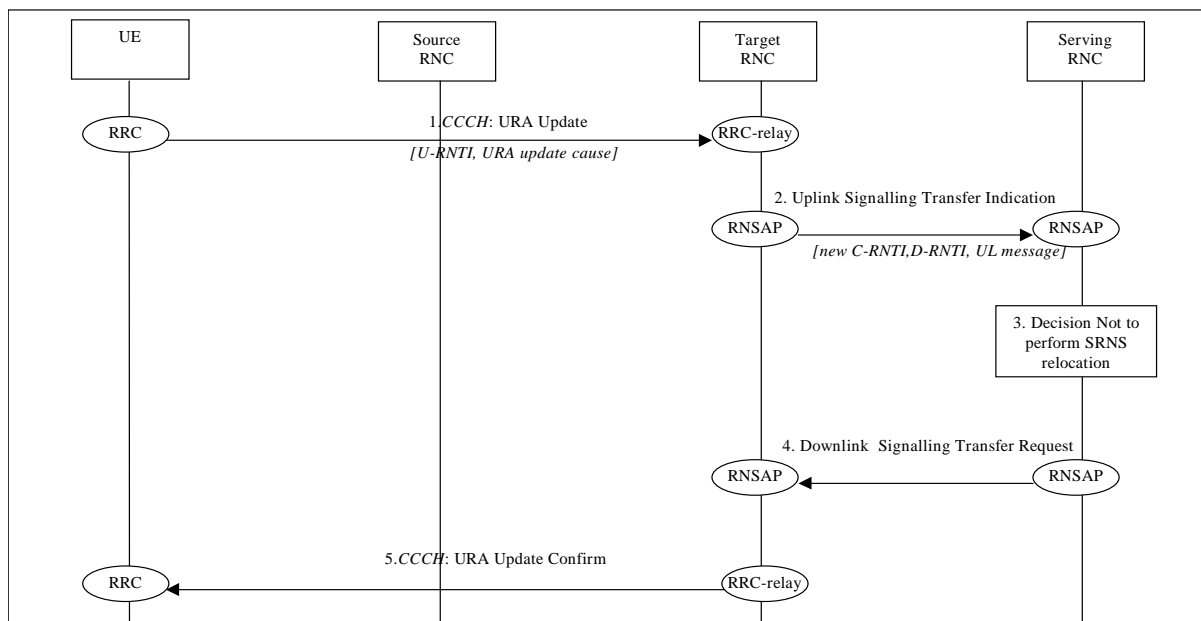 UE
Source
RNC
Target
RNC
Serving
RNC
1.CCCH: URA Update
RRC
RRC-relay
[U-RNTI, URA update cause]
2. Uplink Signalling Transfer Indication
RNSAP
RNSAP
[new C-RNTI,D-RNTI, UL message]
3. Decision Not to
perform SRNS
relocation
4. Downlink Signalling Transfer Request
RNSAP
RNSAP
5.CCCH: URA Update Confirm
RRC
RRC-relay